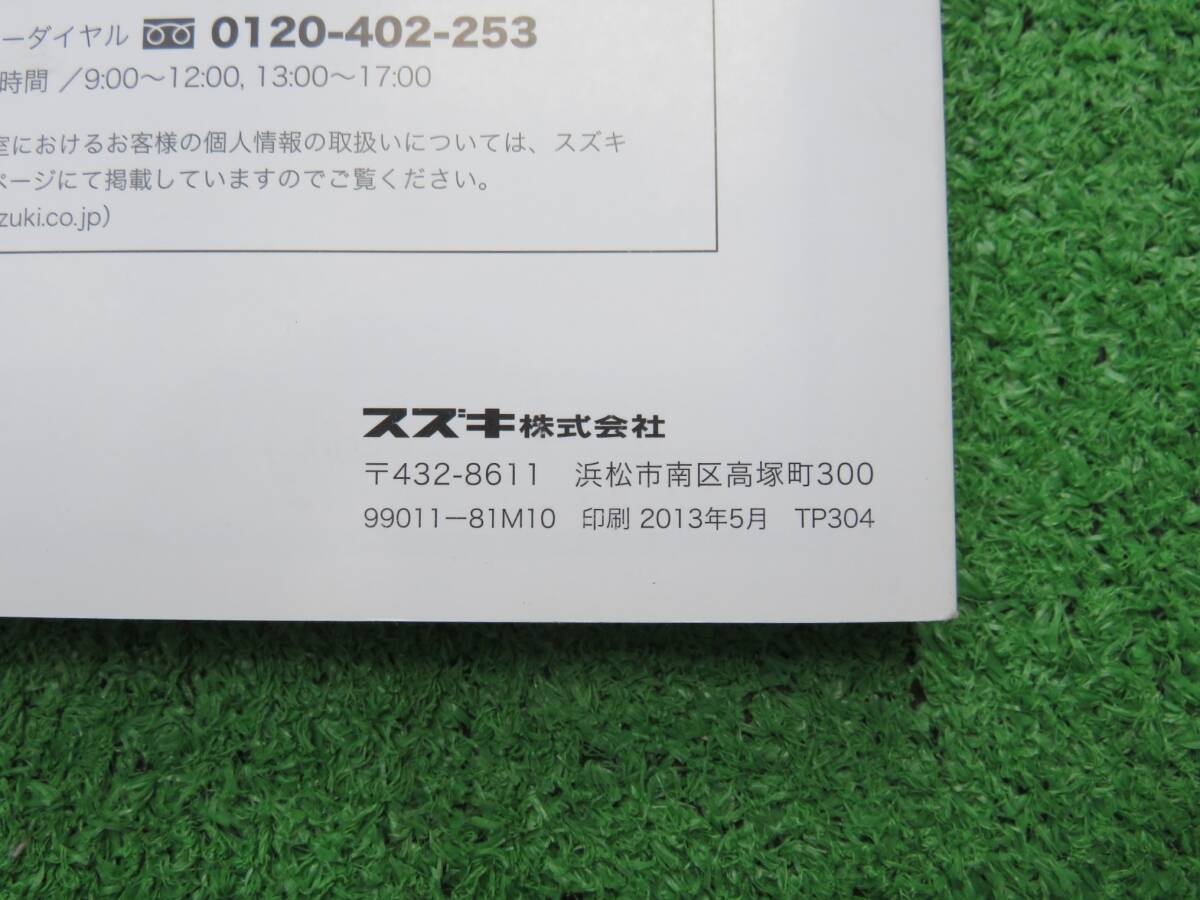 ーダイヤル 0120-402-253
時間 ／9:00～12:00, 13:00～17:00
室におけるお客様の個人情報の取扱いについては、スズキ
ページにて掲載していますのでご覧ください。
zuki.co.jp）
スズキ株式会社
〒432-8611 浜松市南区高塚町300
99011－81M10 印刷 2013年5月 TP304